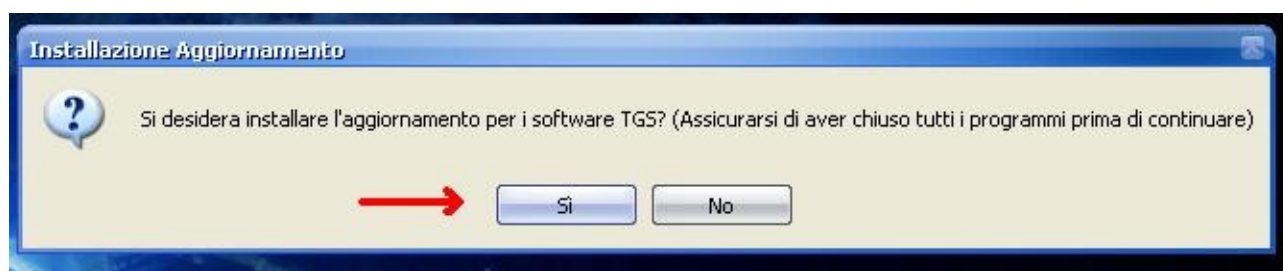 Installazione Aggiornamento
Si desidera installare l'aggiornamento per i software TGS? (Assicurarsi di aver chiuso tutti i programmi prima di continuare)
Sì No